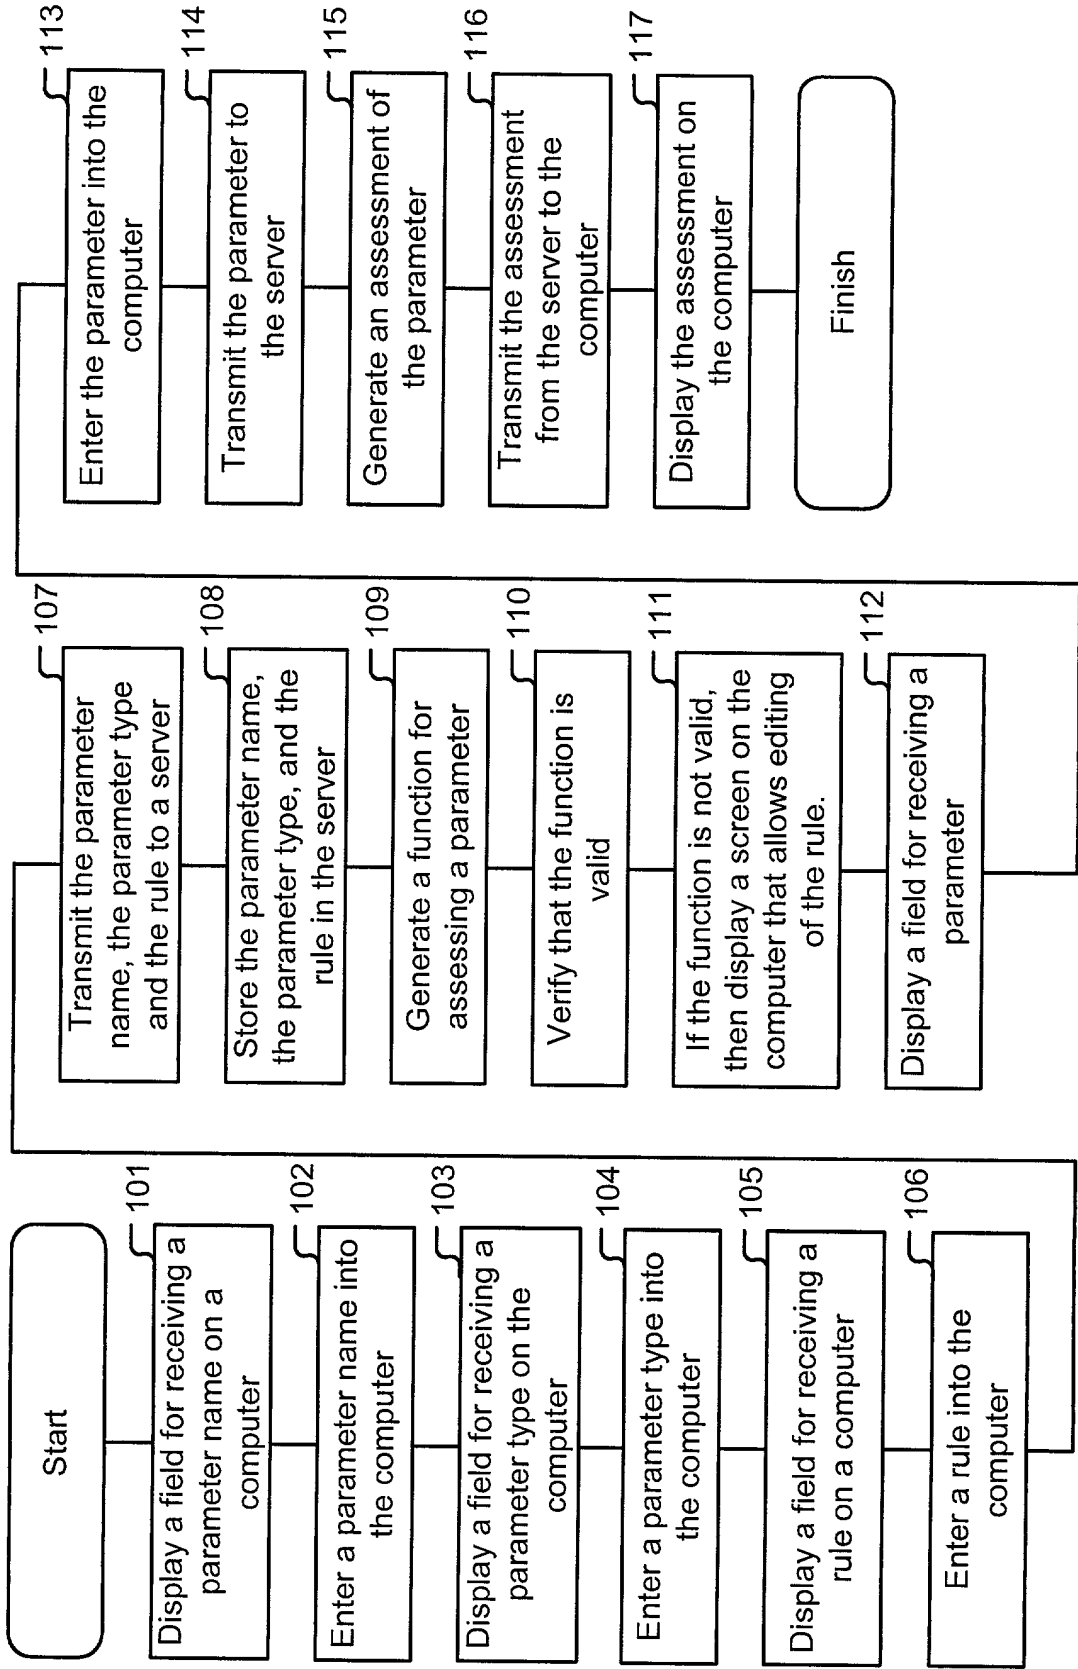 Start
101
Display a field for receiving a
parameter name on a
computer
102
Enter a parameter name into
the computer
103
Display a field for receiving a
parameter type on the
computer
104
Enter a parameter type into
the computer
105
Display a field for receiving a
rule on a computer
106
Enter a rule into the
computer
107
Transmit the parameter
name, the parameter type
and the rule to a server
108
Store the parameter name,
the parameter type, and the
rule in the server
109
Generate a function for
assessing a parameter
110
Verify that the function is
valid
111
If the function is not valid,
then display a screen on the
computer that allows editing
of the rule.
112
Display a field for receiving a
parameter
113
Enter the parameter into the
computer
114
Transmit the parameter to
the server
115
Generate an assessment of
the parameter
116
Transmit the assessment
from the server to the
computer
117
Display the assessment on
the computer
Finish